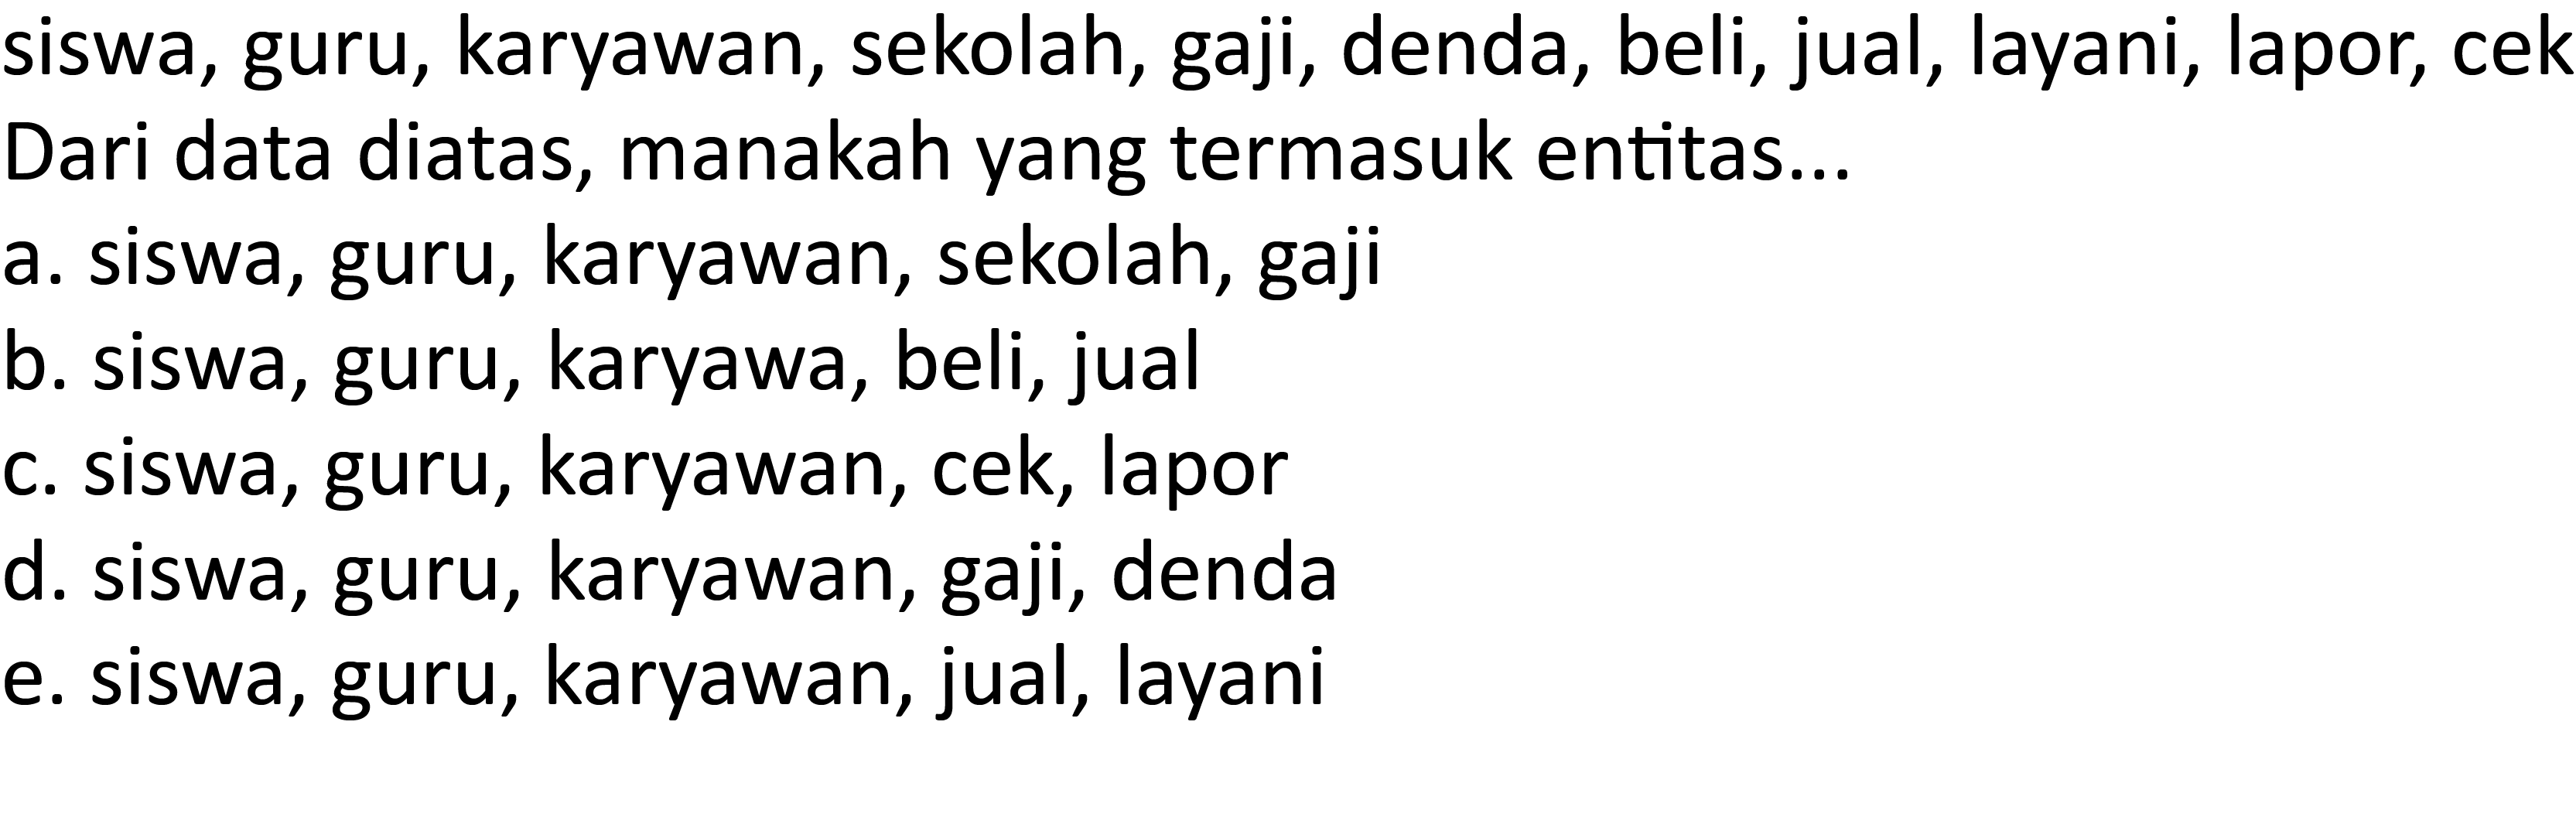 siswa, guru, karyawan, sekolah, gaji, denda, beli, jual, layani, lapor, cek
Dari data diatas, manakah yang termasuk entitas...
a. siswa, guru, karyawan, sekolah, gaji
b. siswa, guru, karyawa, beli, jual
c. siswa, guru, karyawan, cek, lapor
d. siswa, guru, karyawan, gaji, denda
e. siswa, guru, karyawan, jual, layani